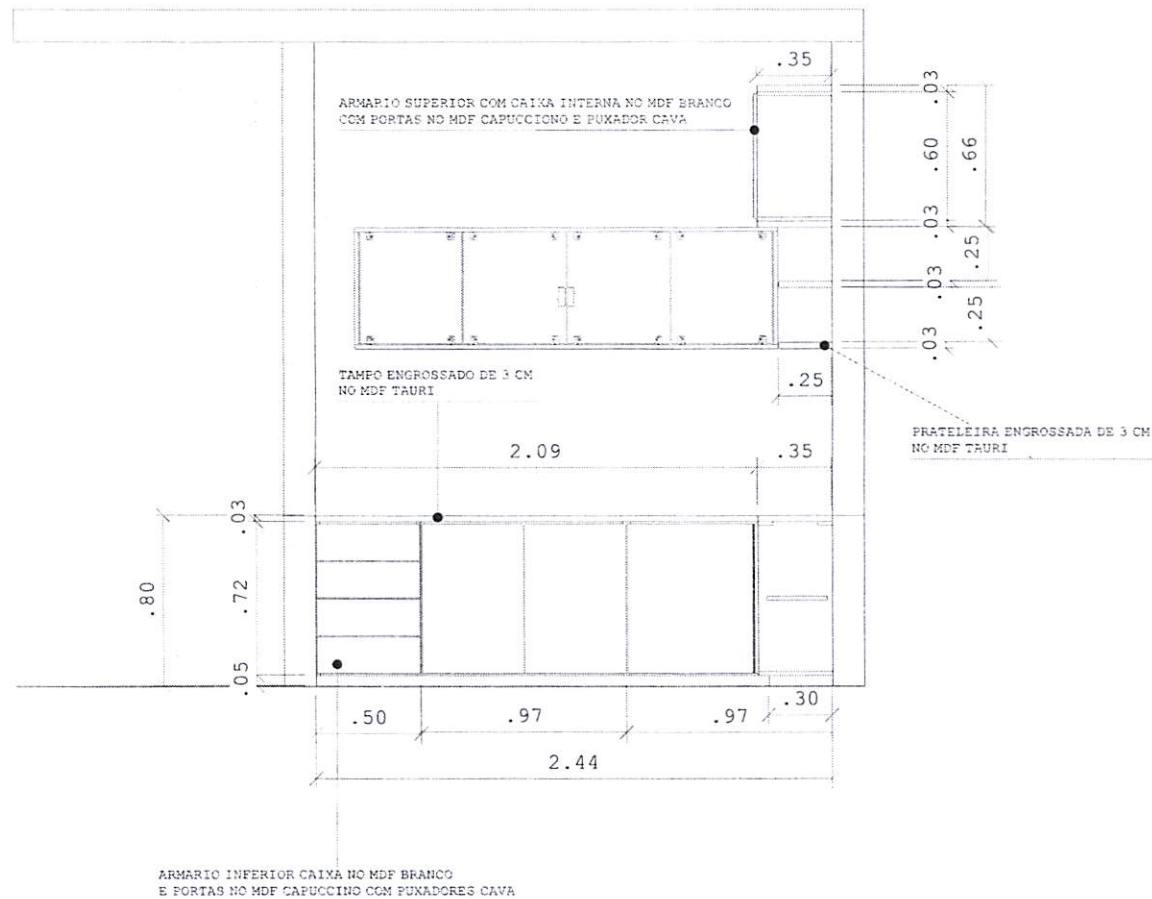 .35
ARMARIO SUPERIOR COM CAIXA INTERNA NO MDF BRANCO
COM PORTAS NO MDF CAPUCCIONO E PUXADOR CAVA
.03
.60
.66
.03
.25
.03
.25
.03
TAMPO ENGROSSADO DE 3 CM
NO MDF TAURI
.25
PRATELEIRA ENGROSSADA DE 3 CM
NO MDF TAURI
2.09
.35
.03
.80
.72
.05
.50
.97
.97
.30
2.44
ARMARIO INFERIOR CAIXA NO MDF BRANCO
E PORTAS NO MDF CAPUCCINO COM PUXADORES CAVA